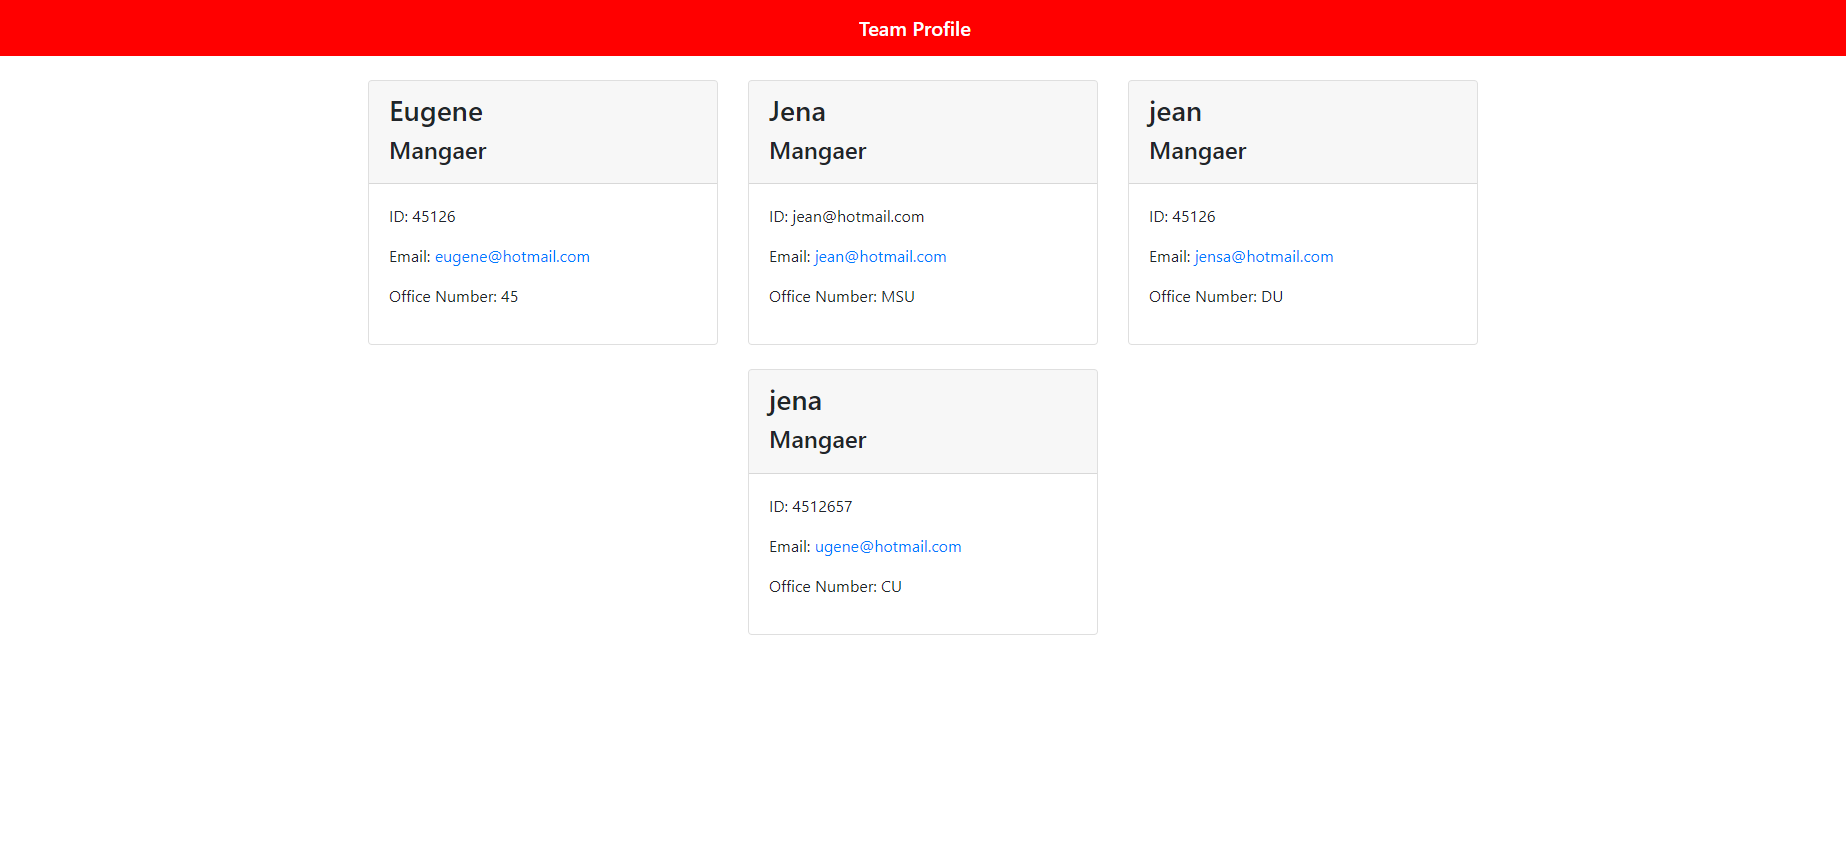 Team Profile
Eugene
Mangaer
ID: 45126
Email: eugene@hotmail.com
Office Number: 45
Jena
Mangaer
ID: jean@hotmail.com
Email: jean@hotmail.com
Office Number: MSU
jean
Mangaer
ID: 45126
Email: jensa@hotmail.com
Office Number: DU
jena
Mangaer
ID: 4512657
Email: ugene@hotmail.com
Office Number: CU